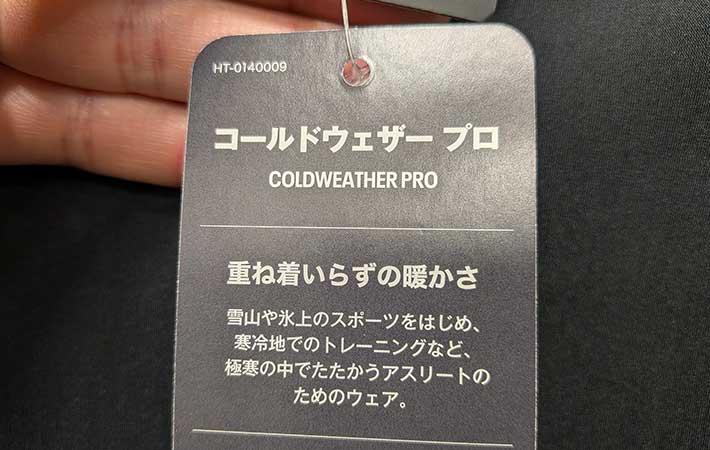 HT-0140009
コールドウェザー プロ
COLDWEATHER PRO
重ね着いらずの暖かさ
雪山や氷上のスポーツをはじめ、
寒冷地でのトレーニングなど、
極寒の中でたたかうアスリートの
ためのウェア。